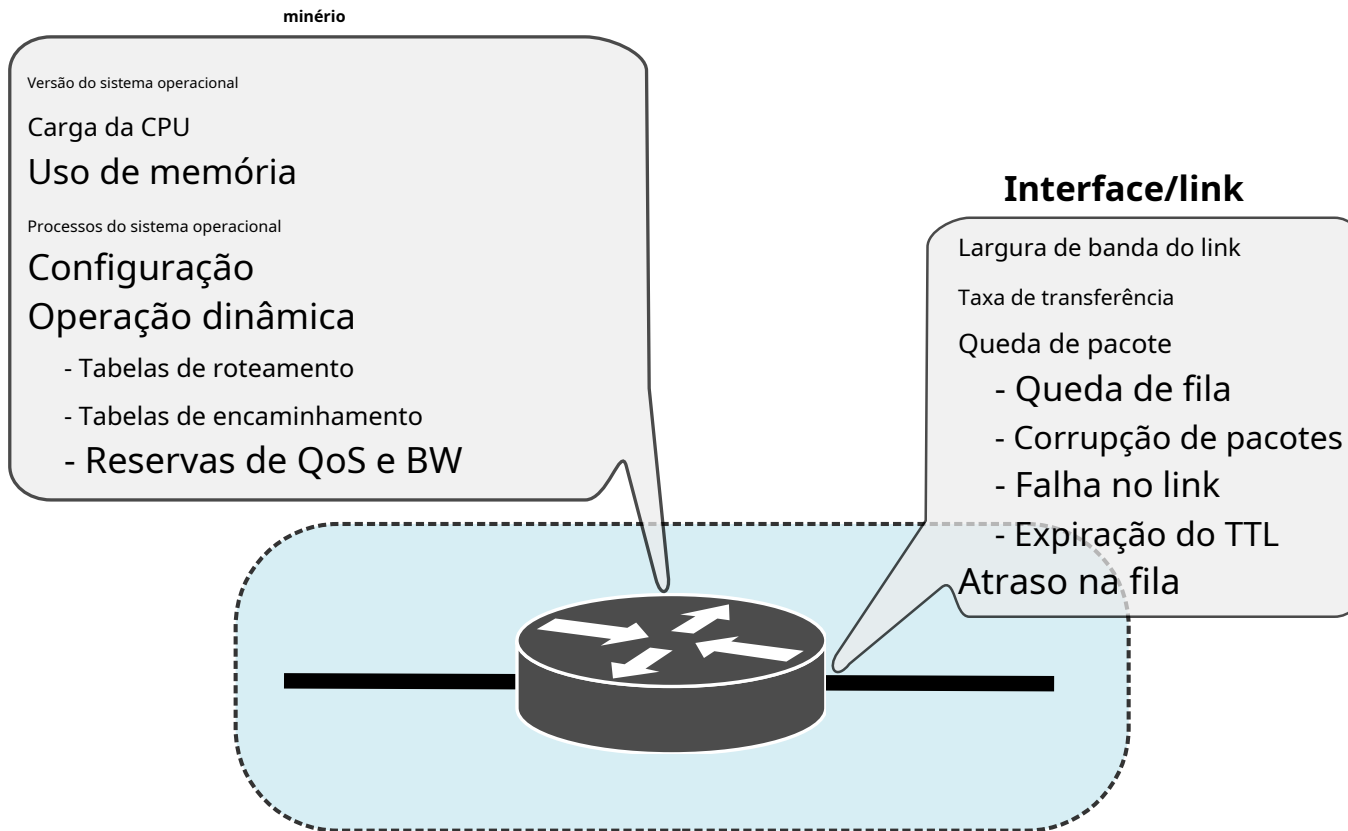 minério
Versão do sistema operacional
Carga da CPU
Uso de memória
Processos do sistema operacional
Configuração
Operação dinâmica
- Tabelas de roteamento
- Tabelas de encaminhamento
- Reservas de QoS e BW
Interface/link
Largura de banda do link
Taxa de transferência
Queda de pacote
- Queda de fila
- Corrupção de pacotes
- Falha no link
- Expiração do TTL
Atraso na fila